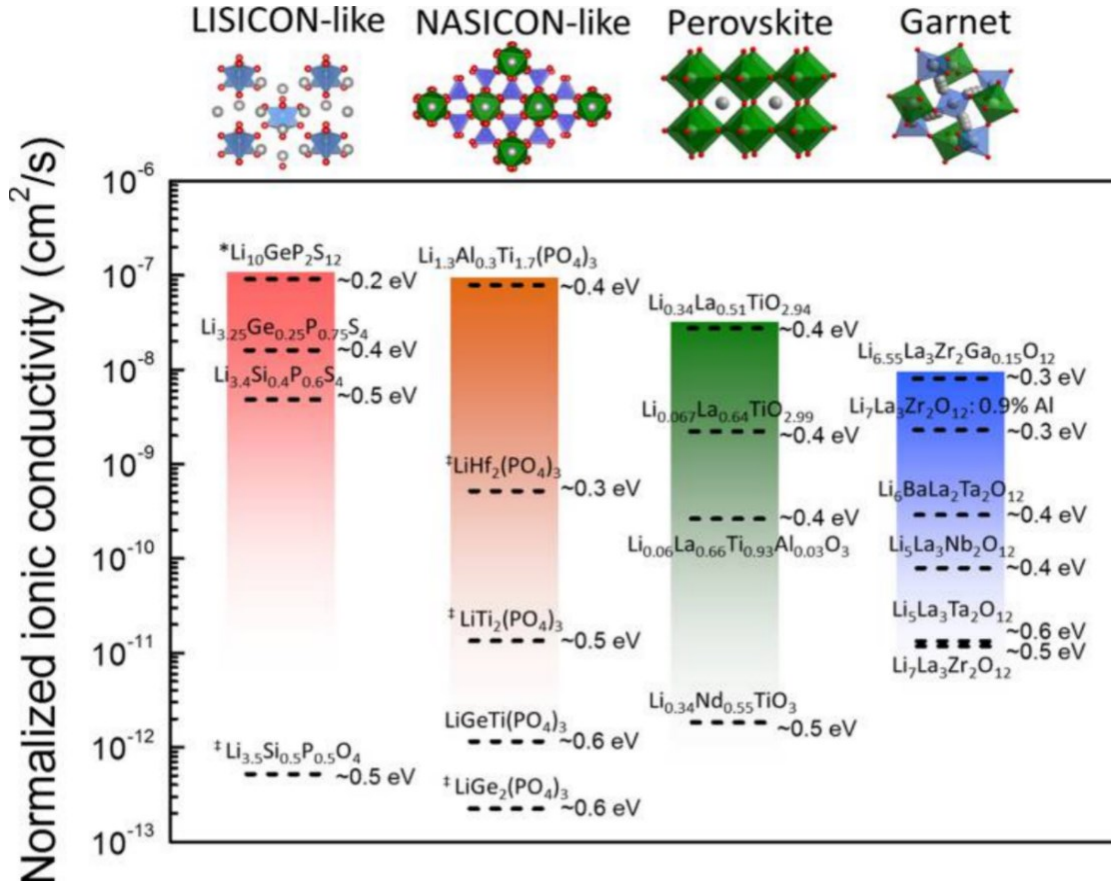 LISICON-like NASICON-like Perovskite Garnet
Normalized ionic conductivity (cm²/s)
10⁻⁶
10⁻⁷
10⁻⁸
10⁻⁹
10⁻¹⁰
10⁻¹¹
10⁻¹²
10⁻¹³
*Li₁₀GeP₂S₁₂
~0.2 eV
Li₃.₂₅Ge₀.₂₅P₀.₇₅S₄
~0.4 eV
Li₃.₄Si₀.₄P₀.₆S₄
~0.5 eV
‡Li₃.₅Si₀.₅P₀.₅O₄
~0.5 eV
Li₁.₃Al₀.₃Ti₁.₇(PO₄)₃
~0.4 eV
‡LiHf₂(PO₄)₃
~0.3 eV
‡LiTi₂(PO₄)₃
~0.5 eV
LiGeTi(PO₄)₃
~0.6 eV
‡LiGe₂(PO₄)₃
~0.6 eV
Li₀.₃₄La₀.₅₁TiO₂.₉₄
~0.4 eV
Li₀.₀₆₇La₀.₆₄TiO₂.₉₉
~0.4 eV
~0.4 eV
Li₀.₀₆La₀.₆₆Ti₀.₉₃Al₀.₀₃O₃
Li₀.₃₄Nd₀.₅₅TiO₃
~0.5 eV
Li₆.₅₅La₃Zr₂Ga₀.₁₅O₁₂
~0.3 eV
Li₇La₃Zr₂O₁₂: 0.9% Al
~0.3 eV
Li₆BaLa₂Ta₂O₁₂
~0.4 eV
Li₅La₃Nb₂O₁₂
~0.4 eV
Li₅La₃Ta₂O₁₂
~0.6 eV
~0.5 eV
Li₇La₃Zr₂O₁₂